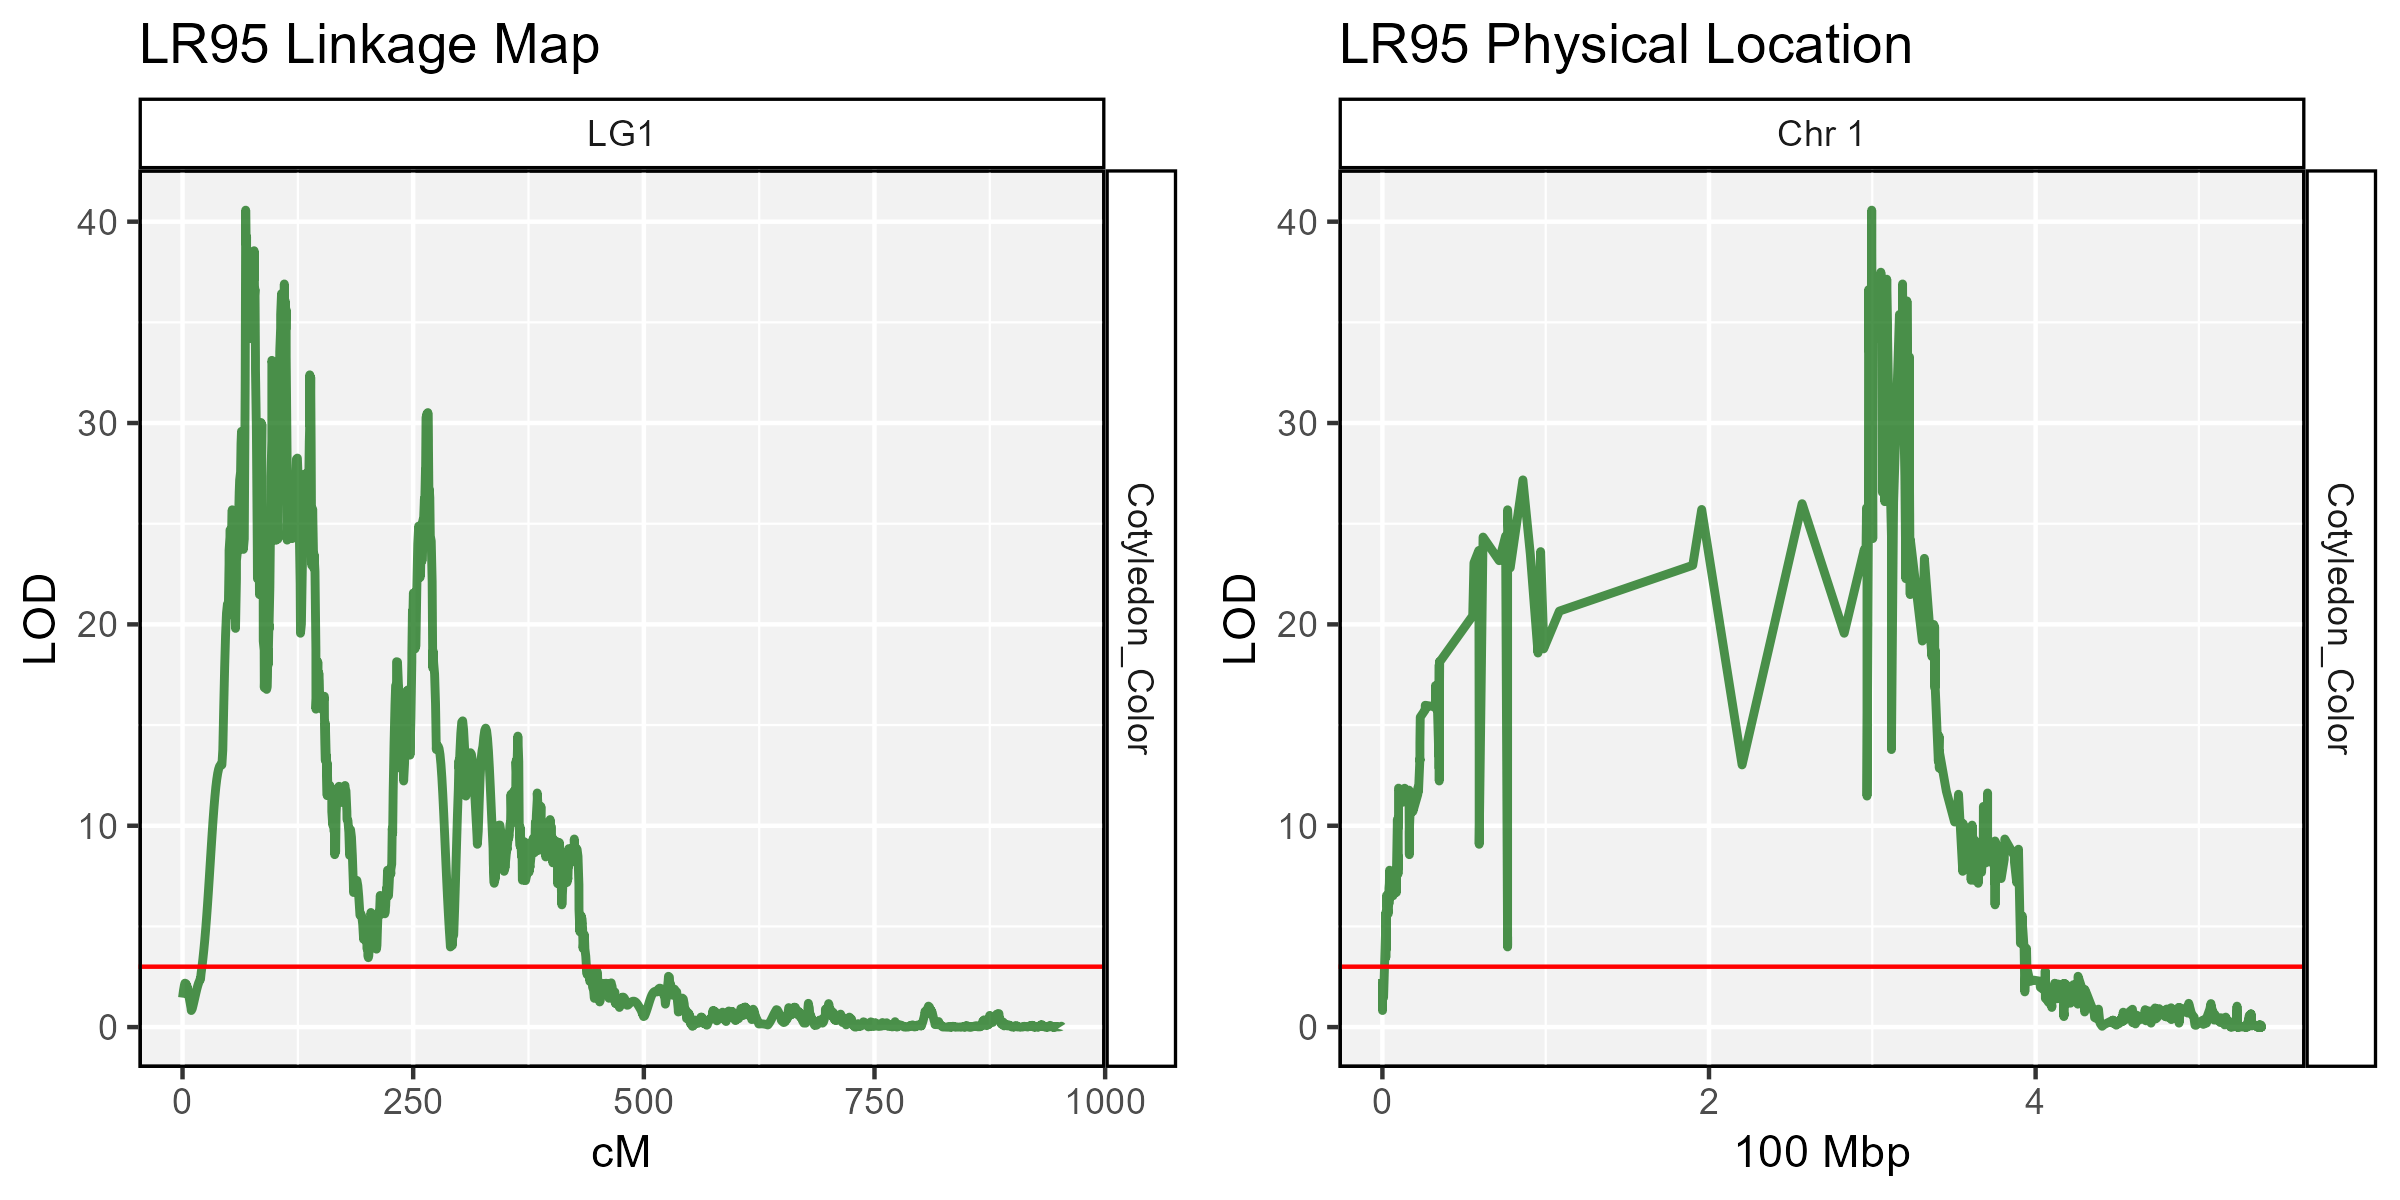 LR95 Linkage Map
LG1
Cotyledon_Color
LOD
40
30
20
10
0
0 250 500 750 1000
cM
LR95 Physical Location
Chr 1
Cotyledon_Color
LOD
40
30
20
10
0
0 2 4
100 Mbp